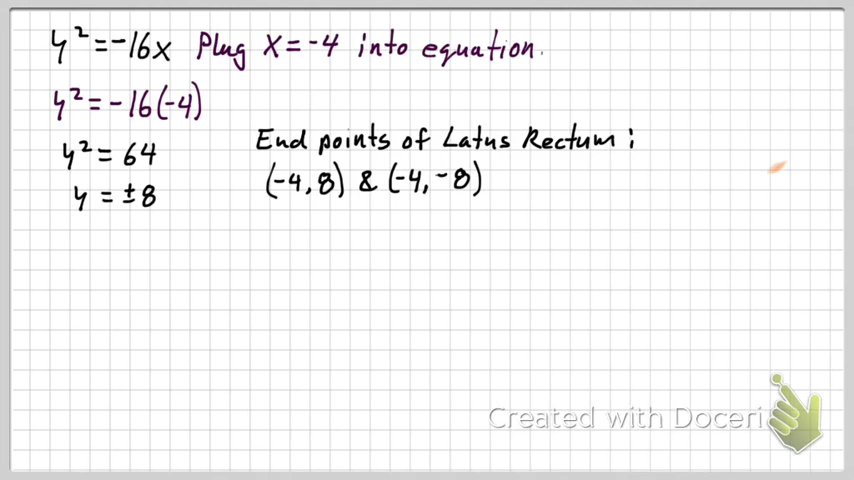 y² = -16x Plug x = -4 into equation.
y² = -16(-4)
y² = 64
y = ±8
End points of Latus Rectum:
(-4, 8) & (-4, -8)
Created with Doceri